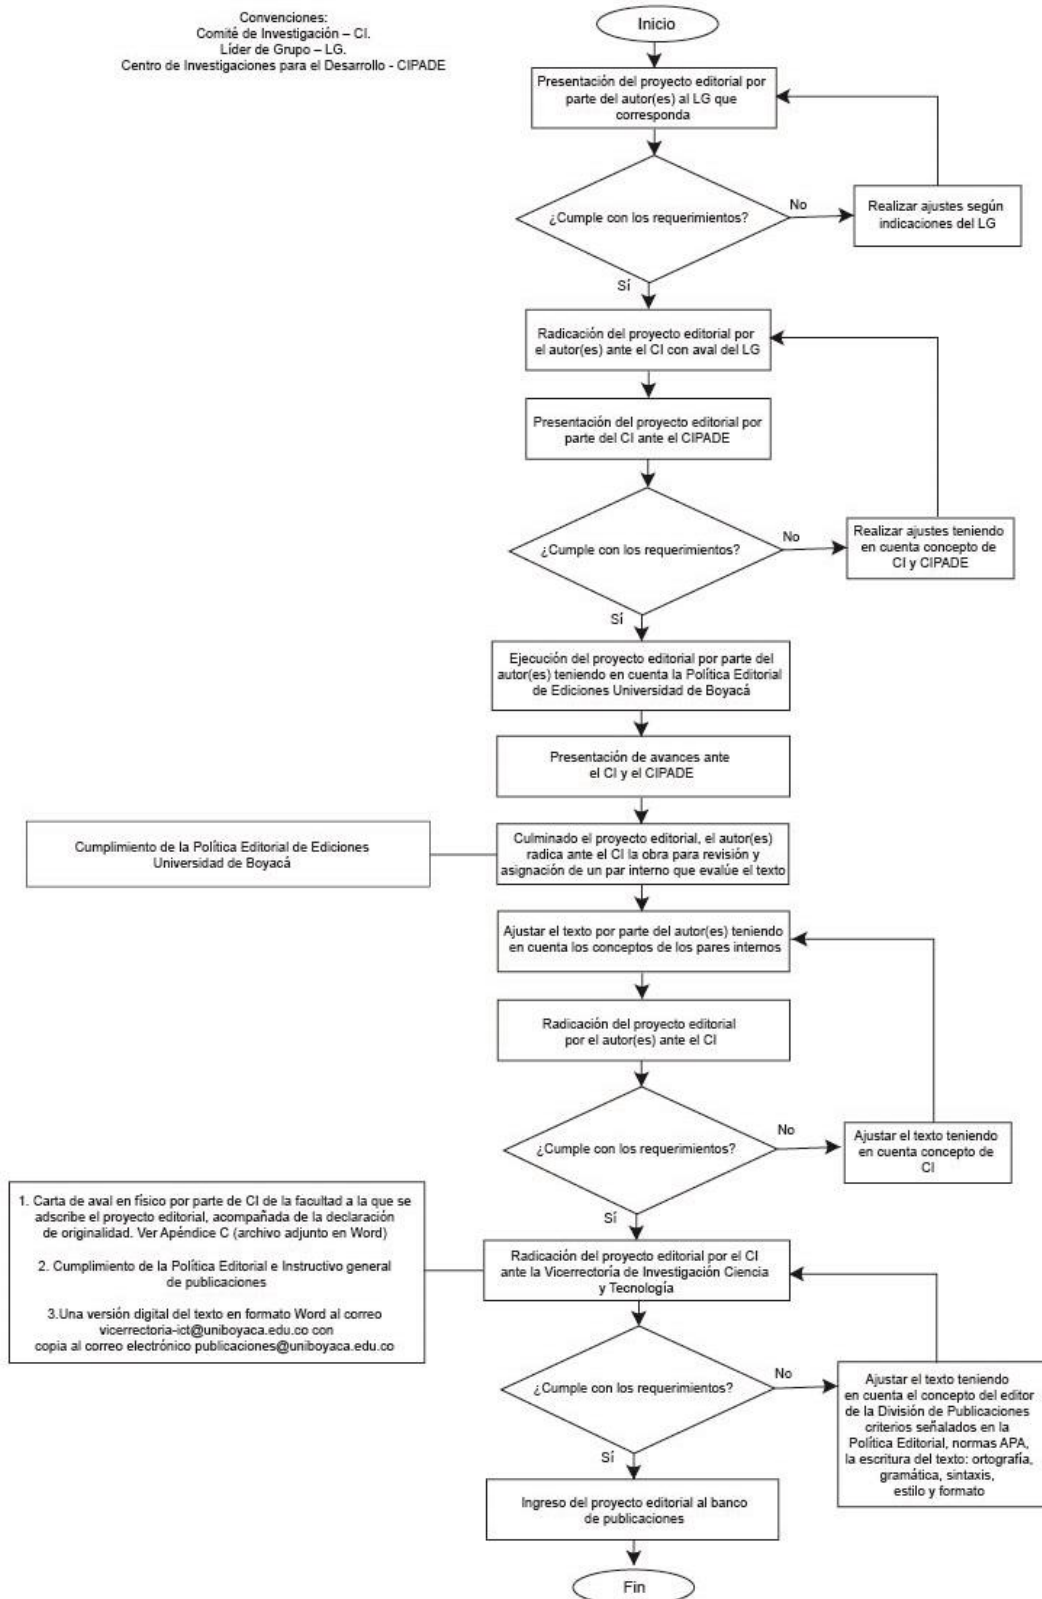 Convenciones:
Comité de Investigación – CI.
Líder de Grupo – LG.
Centro de Investigaciones para el Desarrollo - CIPADE
Inicio
Presentación del proyecto editorial por
parte del autor(es) al LG que
corresponda
¿Cumple con los requerimientos?
No
Realizar ajustes según
indicaciones del LG
Sí
Radicación del proyecto editorial por
el autor(es) ante el CI con aval del LG
Presentación del proyecto editorial por
parte del CI ante el CIPADE
¿Cumple con los requerimientos?
No
Realizar ajustes teniendo
en cuenta concepto de
CI y CIPADE
Sí
Ejecución del proyecto editorial por parte del
autor(es) teniendo en cuenta la Política Editorial
de Ediciones Universidad de Boyacá
Presentación de avances ante
el CI y el CIPADE
Cumplimiento de la Política Editorial de Ediciones
Universidad de Boyacá
Culminado el proyecto editorial, el autor(es)
radica ante el CI la obra para revisión y
asignación de un par interno que evalúe el texto
Ajustar el texto por parte del autor(es) teniendo
en cuenta los conceptos de los pares internos
Radicación del proyecto editorial
por el autor(es) ante el CI
¿Cumple con los requerimientos?
No
Ajustar el texto teniendo
en cuenta concepto de
CI
Sí
1. Carta de aval en físico por parte de CI de la facultad a la que se
adscribe el proyecto editorial, acompañada de la declaración
de originalidad. Ver Apéndice C (archivo adjunto en Word)
2. Cumplimiento de la Política Editorial e Instructivo general
de publicaciones
3.Una versión digital del texto en formato Word al correo
vicerrectoria-ict@uniboyaca.edu.co con
copia al correo electrónico publicaciones@uniboyaca.edu.co
Radicación del proyecto editorial por el CI
ante la Vicerrectoría de Investigación Ciencia
y Tecnología
¿Cumple con los requerimientos?
No
Ajustar el texto teniendo
en cuenta el concepto del editor
de la División de Publicaciones
criterios señalados en la
Política Editorial, normas APA,
la escritura del texto: ortografía,
gramática, sintaxis,
estilo y formato
Sí
Ingreso del proyecto editorial al banco
de publicaciones
Fin